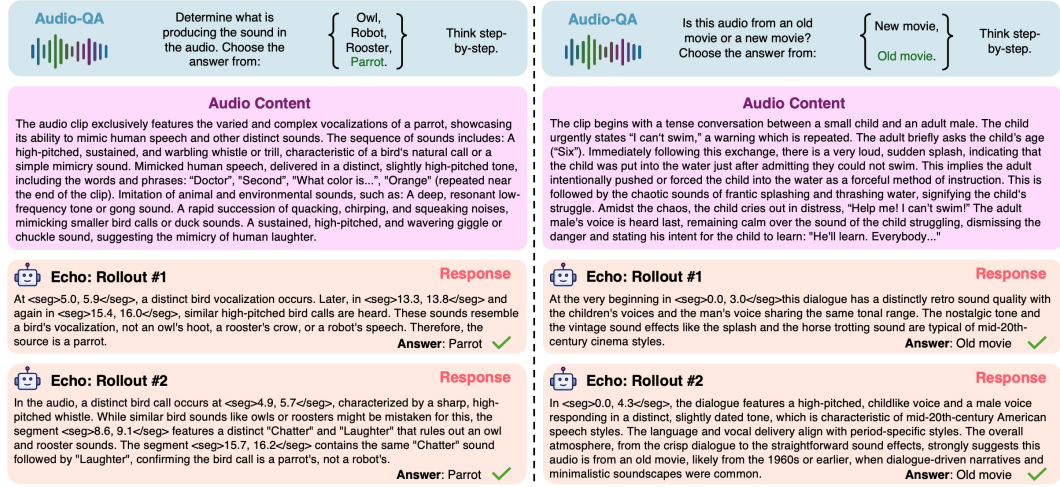 Audio-QA
Determine what is
producing the sound in
the audio. Choose the
answer from:
Owl,
Robot,
Rooster,
Parrot.
Think step-
by-step.
Audio Content
The audio clip exclusively features the varied and complex vocalizations of a parrot, showcasing
its ability to mimic human speech and other distinct sounds. The sequence of sounds includes: A
high-pitched, sustained, and warbling whistle or trill, characteristic of a bird's natural call or a
simple mimicry sound. Mimicked human speech, delivered in a distinct, slightly high-pitched tone,
including the words and phrases: “Doctor”, "Second”, "What color is...”, "Orange" (repeated near
the end of the clip). Imitation of animal and environmental sounds, such as: A deep, resonant low-
frequency tone or gong sound. A rapid succession of quacking, chirping, and squeaking noises,
mimicking smaller bird calls or duck sounds. A sustained, high-pitched, and wavering giggle or
chuckle sound, suggesting the mimicry of human laughter.
Echo: Rollout #1
Response
At <seg>5.0, 5.9</seg>, a distinct bird vocalization occurs. Later, in <seg>13.3, 13.8</seg> and
again in <seg>15.4, 16.0</seg>, similar high-pitched bird calls are heard. These sounds resemble
a bird's vocalization, not an owl's hoot, a rooster's crow, or a robot's speech. Therefore, the
source is a parrot.
Answer: Parrot
Echo: Rollout #2
Response
In the audio, a distinct bird call occurs at <seg>4.9, 5.7</seg>, characterized by a sharp, high-
pitched whistle. While similar bird sounds like owls or roosters might be mistaken for this, the
segment <seg>8.6, 9.1</seg> features a distinct "Chatter" and "Laughter" that rules out an owl
and rooster sounds. The segment <seg>15.7, 16.2</seg> contains the same "Chatter" sound
followed by "Laughter", confirming the bird call is a parrot's, not a robot's.
Answer: Parrot
Audio-QA
Is this audio from an old
movie or a new movie?
Choose the answer from:
New movie,
Old movie.
Think step-
by-step.
Audio Content
The clip begins with a tense conversation between a small child and an adult male. The child
urgently states “I can't swim,” a warning which is repeated. The adult briefly asks the child's age
(“Six”). Immediately following this exchange, there is a very loud, sudden splash, indicating that
the child was put into the water just after admitting they could not swim. This implies the adult
intentionally pushed or forced the child into the water as a forceful method of instruction. This is
followed by the chaotic sounds of frantic splashing and thrashing water, signifying the child's
struggle. Amidst the chaos, the child cries out in distress, “Help me! I can't swim!” The adult
male's voice is heard last, remaining calm over the sound of the child struggling, dismissing the
danger and stating his intent for the child to learn: "He'll learn. Everybody..."
Echo: Rollout #1
Response
At the very beginning in <seg>0.0, 3.0</seg>this dialogue has a distinctly retro sound quality with
the children's voices and the man's voice sharing the same tonal range. The nostalgic tone and
the vintage sound effects like the splash and the horse trotting sound are typical of mid-20th-
century cinema styles.
Answer: Old movie
Echo: Rollout #2
Response
In <seg>0.0, 4.3</seg>, the dialogue features a high-pitched, childlike voice and a male voice
responding in a distinct, slightly dated tone, which is characteristic of mid-20th-century American
speech styles. The language and vocal delivery align with period-specific styles. The overall
atmosphere, from the crisp dialogue to the straightforward sound effects, strongly suggests this
audio is from an old movie, likely from the 1960s or earlier, when dialogue-driven narratives and
minimalistic soundscapes were common.
Answer: Old movie